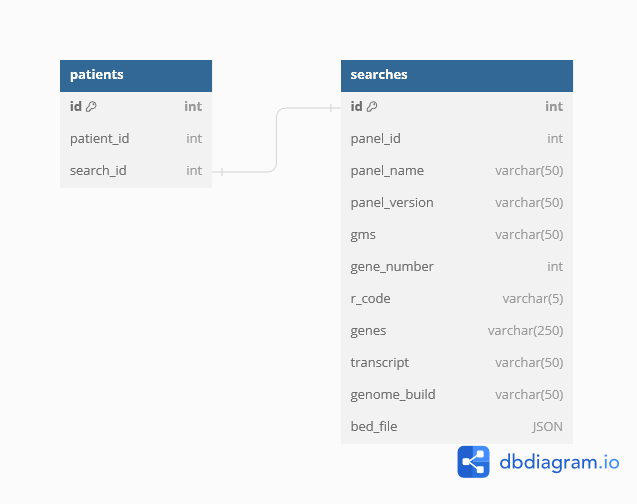 patients
id int
patient_id int
search_id int
searches
id int
panel_id int
panel_name varchar(50)
panel_version varchar(50)
gms varchar(50)
gene_number int
r_code varchar(5)
genes varchar(250)
transcript varchar(50)
genome_build varchar(50)
bed_file JSON
dbdiagram.io